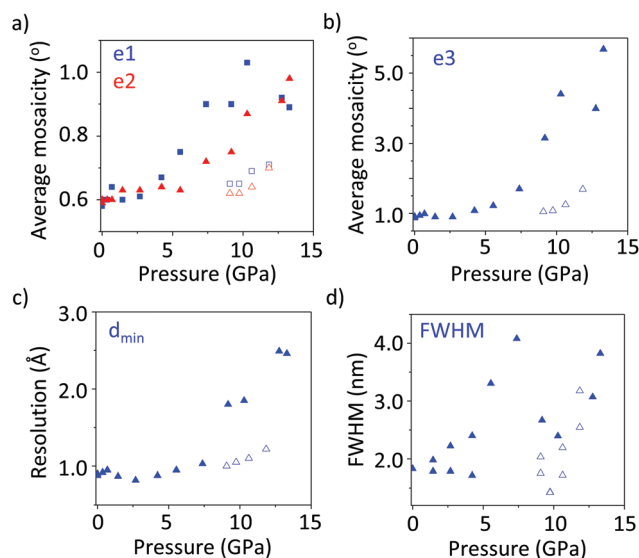 a)
e1
e2
Average mosaicity (º)
1.0
0.8
0.6
0
5
10
15
Pressure (GPa)
b)
e3
Average mosaicity (º)
5.0
3.0
1.0
0
5
10
15
Pressure (GPa)
c)
dmin
Resolution (Å)
3.0
2.0
1.0
0
5
10
15
Pressure (GPa)
d)
FWHM
FWHM (nm)
4.0
3.0
2.0
0
5
10
15
Pressure (GPa)